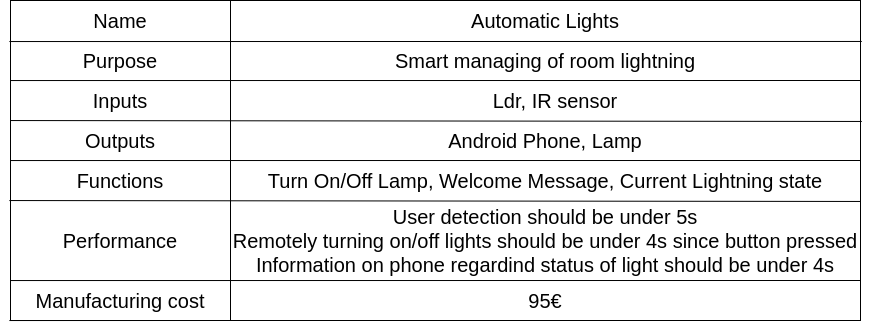 Name Automatic Lights
Purpose Smart managing of room lightning
Inputs Ldr, IR sensor
Outputs Android Phone, Lamp
Functions Turn On/Off Lamp, Welcome Message, Current Lightning state
Performance
User detection should be under 5s
Remotely turning on/off lights should be under 4s since button pressed
Information on phone regardind status of light should be under 4s
Manufacturing cost 95€